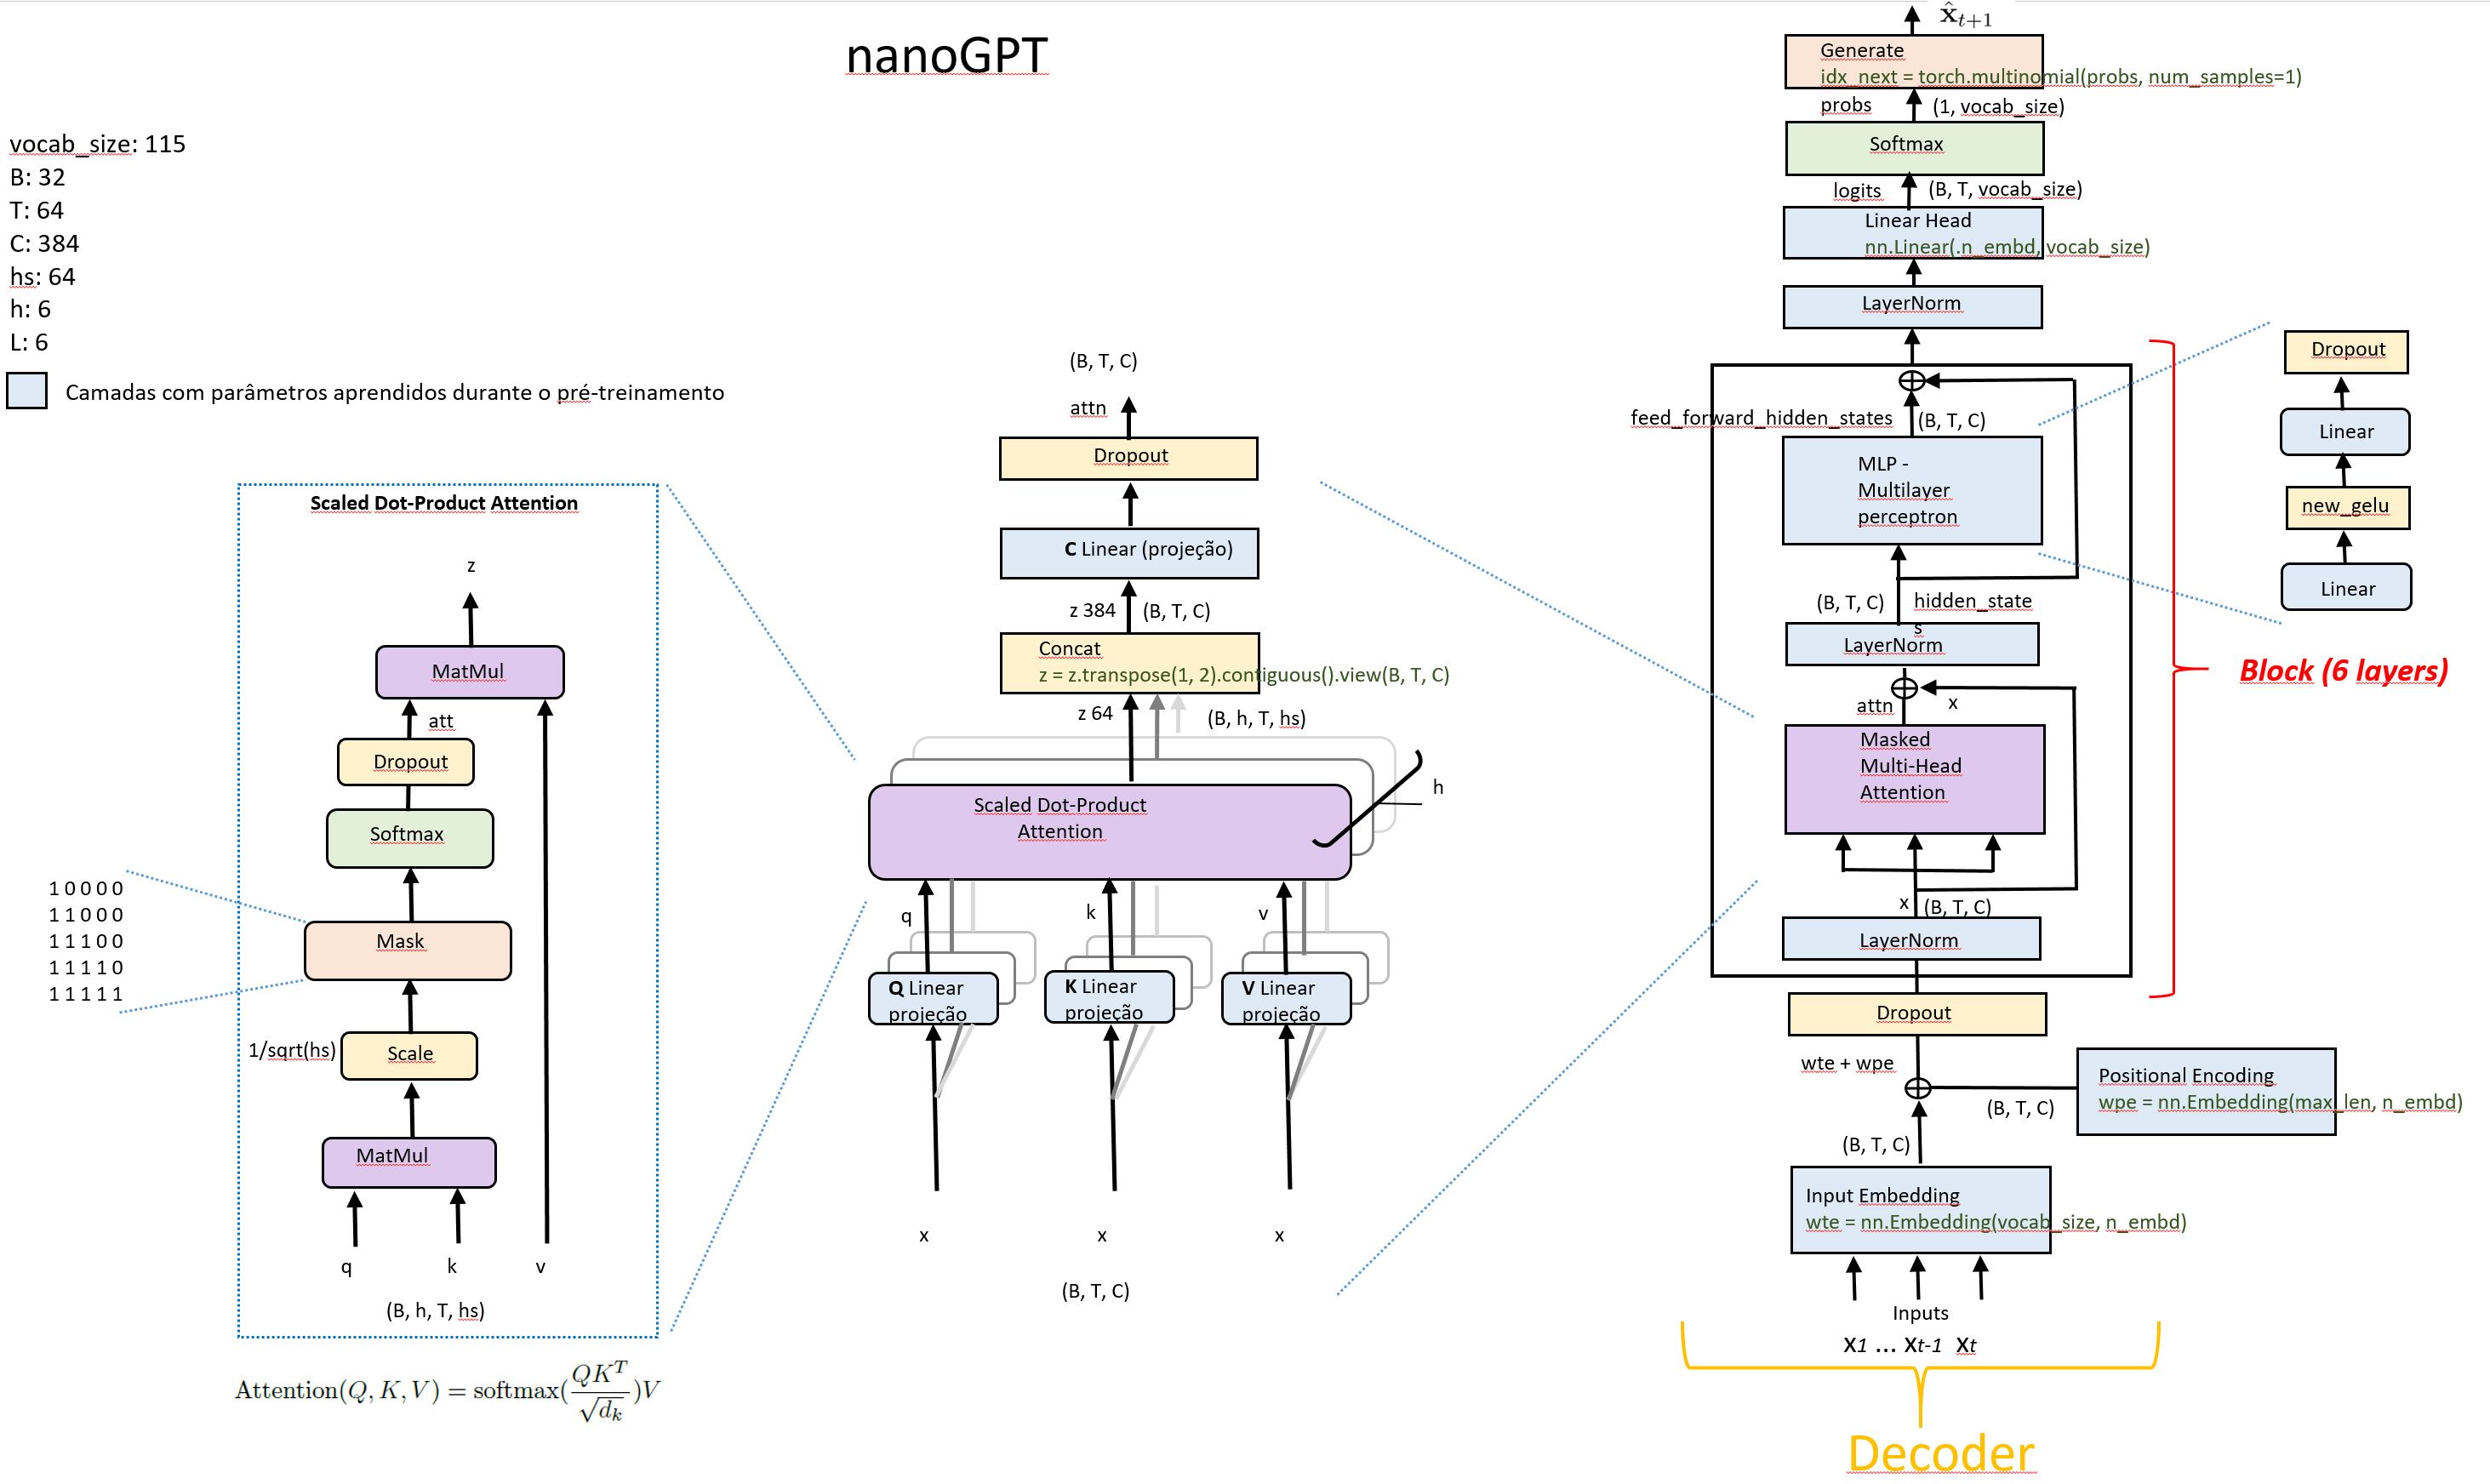 nanoGPT
vocab_size: 115
B: 32
T: 64
C: 384
hs: 64
h: 6
L: 6
Camadas com parâmetros aprendidos durante o pré-treinamento
Scaled Dot-Product Attention
z
MatMul
att
Dropout
Softmax
1 0 0 0 0
1 1 0 0 0
1 1 1 0 0
1 1 1 1 0
1 1 1 1 1
Mask
1/sqrt(hs)
Scale
MatMul
q
k
v
(B, h, T, hs)
Attention(Q, K, V) = softmax(\frac{QK^T}{\sqrt{d_k}})V
(B, T, C)
attn
Dropout
C Linear (projeção)
z 384
(B, T, C)
Concat
z = z.transpose(1, 2).contiguous().view(B, T, C)
z 64
(B, h, T, hs)
Scaled Dot-Product
Attention
h
q
k
v
Q Linear
projeção
K Linear
projeção
V Linear
projeção
x
x
x
(B, T, C)
x̂t+1
Generate
idx_next = torch.multinomial(probs, num_samples=1)
probs
(1, vocab_size)
Softmax
logits
(B, T, vocab_size)
Linear Head
nn.Linear(.n_embd, vocab_size)
LayerNorm
feed_forward_hidden_states
(B, T, C)
MLP -
Multilayer
perceptron
(B, T, C)
hidden_state
s
LayerNorm
attn
x
Masked
Multi-Head
Attention
x
(B, T, C)
LayerNorm
Dropout
wte + wpe
Positional Encoding
wpe = nn.Embedding(max_len, n_embd)
(B, T, C)
(B, T, C)
Input Embedding
wte = nn.Embedding(vocab_size, n_embd)
Inputs
X1 ... Xt-1 Xt
Decoder
Dropout
Linear
new_gelu
Linear
Block (6 layers)